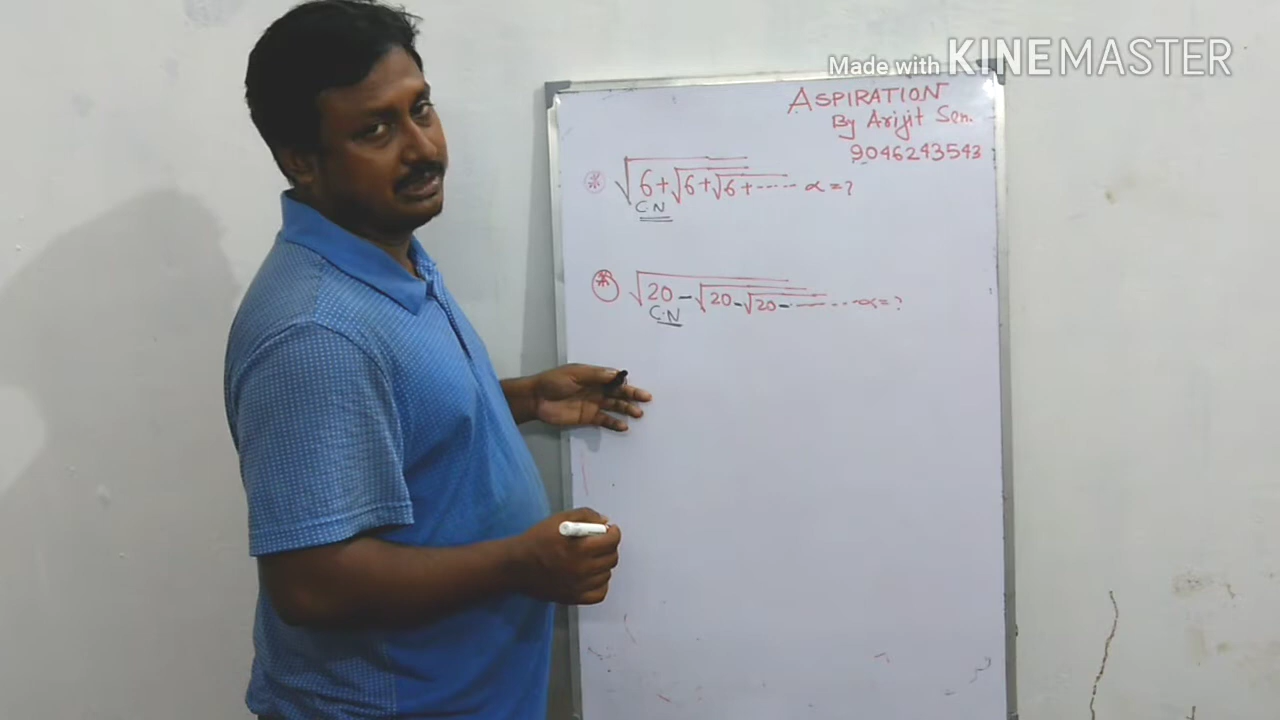 Made with KINEMASTER
ASPIRATION
By Arijit Sen.
9046243543
* √6+√6+√6+...... α = ?
C.N
* √20-√20-√20-......α = ?
C.N